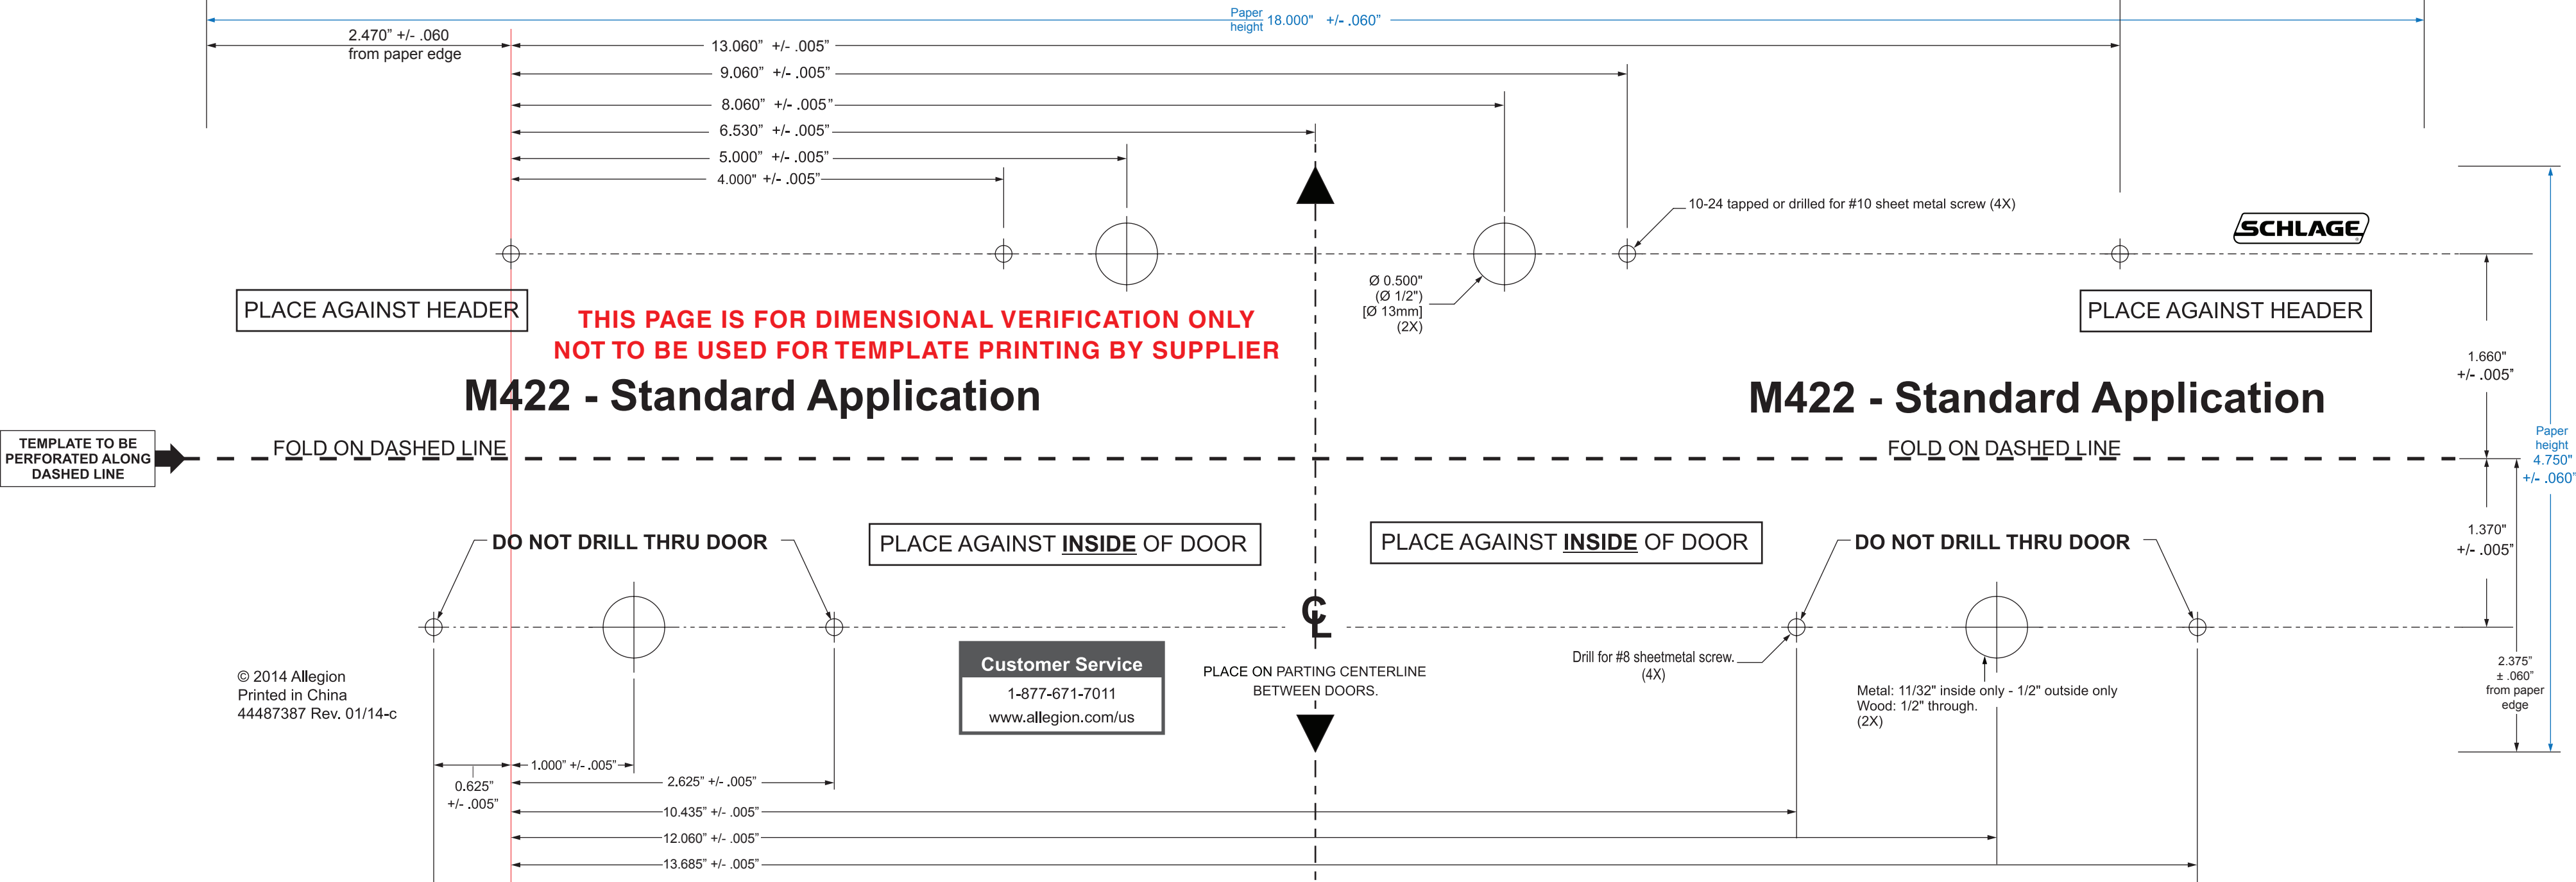 Paper
height 18.000" +/- .060"
2.470" +/- .060
from paper edge
13.060" +/- .005"
9.060" +/- .005"
8.060" +/- .005"
6.530" +/- .005"
5.000" +/- .005"
4.000" +/- .005"
10-24 tapped or drilled for #10 sheet metal screw (4X)
SCHLAGE
Ø 0.500"
(Ø 1/2")
[Ø 13mm]
(2X)
PLACE AGAINST HEADER
PLACE AGAINST HEADER
THIS PAGE IS FOR DIMENSIONAL VERIFICATION ONLY
NOT TO BE USED FOR TEMPLATE PRINTING BY SUPPLIER
1.660"
+/- .005"
M422 - Standard Application
M422 - Standard Application
TEMPLATE TO BE
PERFORATED ALONG
DASHED LINE
FOLD ON DASHED LINE
FOLD ON DASHED LINE
Paper
height
4.750"
+/- .060"
DO NOT DRILL THRU DOOR
PLACE AGAINST INSIDE OF DOOR
PLACE AGAINST INSIDE OF DOOR
DO NOT DRILL THRU DOOR
1.370"
+/- .005"
CL
© 2014 Allegion
Printed in China
44487387 Rev. 01/14-c
Customer Service
1-877-671-7011
www.allegion.com/us
PLACE ON PARTING CENTERLINE
BETWEEN DOORS.
Drill for #8 sheetmetal screw.
(4X)
Metal: 11/32" inside only - 1/2" outside only
Wood: 1/2" through.
(2X)
2.375"
± .060"
from paper
edge
0.625"
+/- .005"
1.000" +/- .005"
2.625" +/- .005"
10.435" +/- .005"
12.060" +/- .005"
13.685" +/- .005"